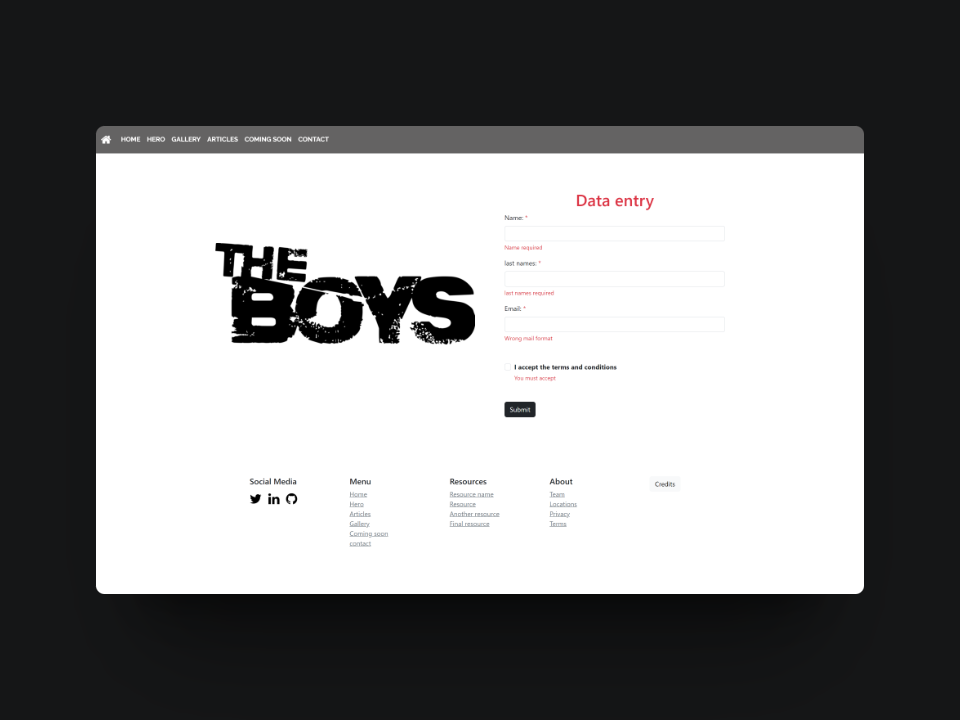 HOME HERO GALLERY ARTICLES COMING SOON CONTACT
THE
BOYS
Data entry
Name: *
Name required
last names: *
last names required
Email: *
Wrong mail format
I accept the terms and conditions
You must accept
Submit
Social Media
Menu
Home
Hero
Articles
Gallery
Coming soon
contact
Resources
Resource name
Resource
Another resource
Final resource
About
Team
Locations
Privacy
Terms
Credits